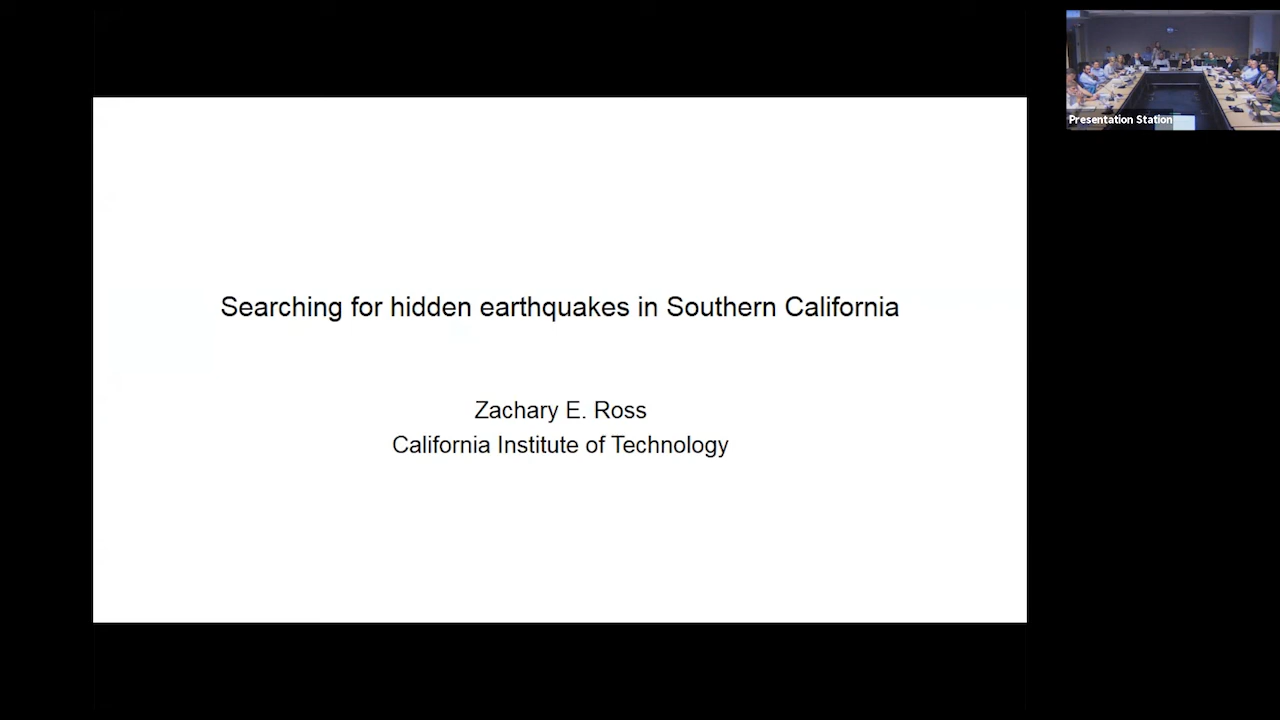 Searching for hidden earthquakes in Southern California
Zachary E. Ross
California Institute of Technology
Presentation Station